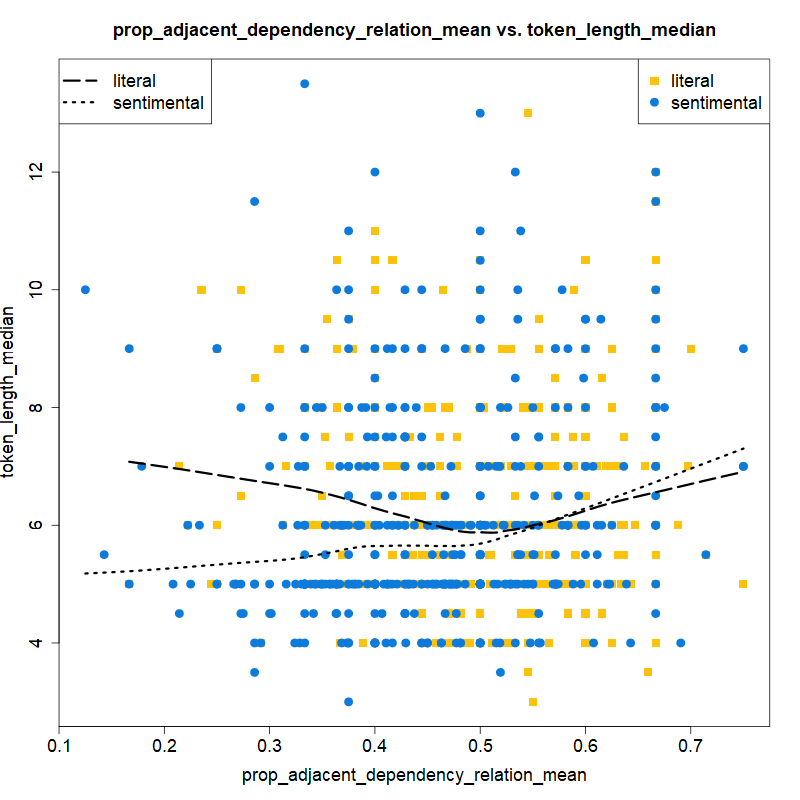 prop_adjacent_dependency_relation_mean vs. token_length_median
literal
sentimental
literal
sentimental
token_length_median
12
10
8
6
4
0.1 0.2 0.3 0.4 0.5 0.6 0.7
prop_adjacent_dependency_relation_mean